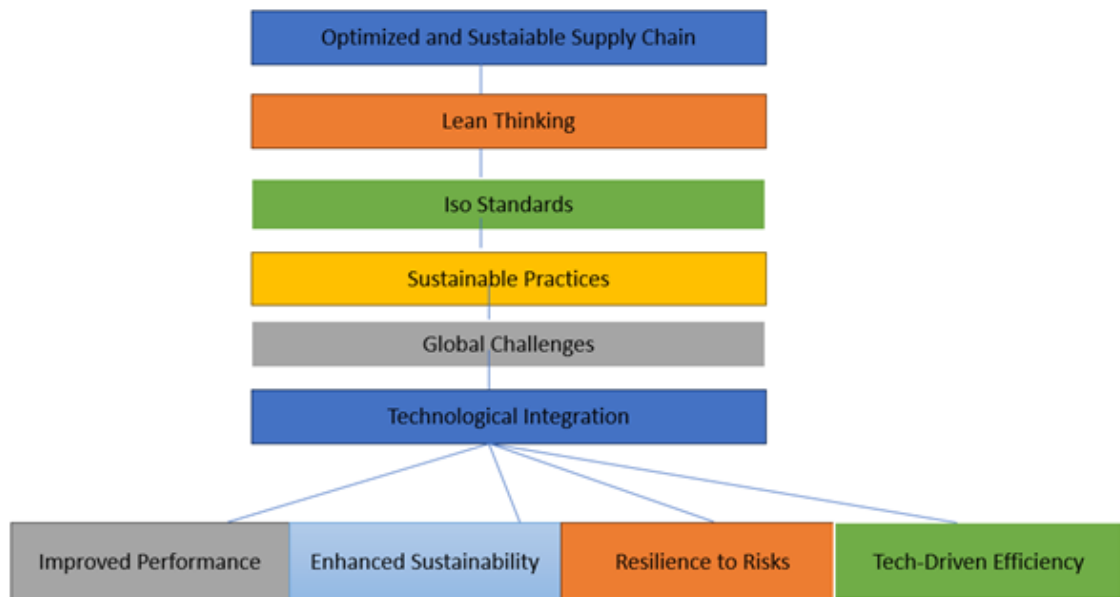 Optimized and Sustaiable Supply Chain
Lean Thinking
Iso Standards
Sustainable Practices
Global Challenges
Technological Integration
Improved Performance
Enhanced Sustainability
Resilience to Risks
Tech-Driven Efficiency